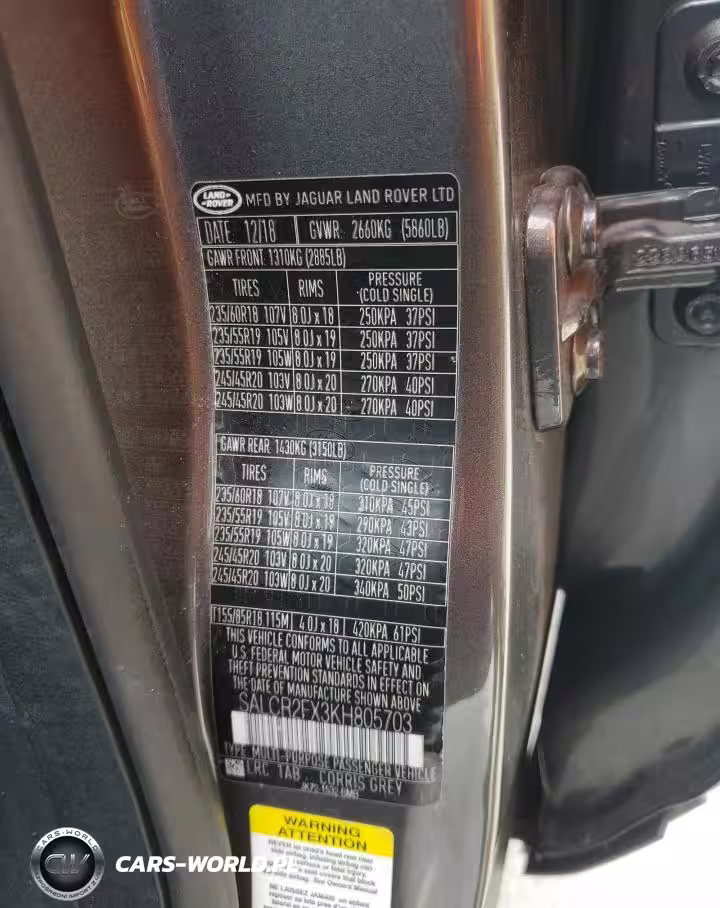 LAND ROVER
MFD BY JAGUAR LAND ROVER LTD
DATE: 12/18 GVWR: 2660KG (5860LB)
GAWR FRONT: 1310KG (2885LB)
TIRES RIMS PRESSURE (COLD SINGLE)
235/60R18 107V 8.0J x 18 250KPA 37PSI
235/55R19 105V 8.0J x 19 250KPA 37PSI
235/55R19 105W 8.0J x 19 250KPA 37PSI
245/45R20 103V 8.0J x 20 270KPA 40PSI
245/45R20 103W 8.0J x 20 270KPA 40PSI
GAWR REAR: 1430KG (3150LB)
TIRES RIMS PRESSURE (COLD SINGLE)
235/60R18 107V 8.0J x 18 310KPA 45PSI
235/55R19 105V 8.0J x 19 290KPA 43PSI
235/55R19 105W 8.0J x 19 320KPA 47PSI
245/45R20 103V 8.0J x 20 320KPA 47PSI
245/45R20 103W 8.0J x 20 340KPA 50PSI
T155/85R18 115M 4.0J x 18 420KPA 61PSI
THIS VEHICLE CONFORMS TO ALL APPLICABLE
U.S. FEDERAL MOTOR VEHICLE SAFETY AND
THEFT PREVENTION STANDARDS IN EFFECT ON
THE DATE OF MANUFACTURE SHOWN ABOVE
SALCR2FX3KH805703
TYPE: MULTI-PURPOSE PASSENGER VEHICLE
LRC: 1AB CORRIS GREY
WARNING
ATTENTION
CARS-WORLD
CW
CARS-WORLD.PL